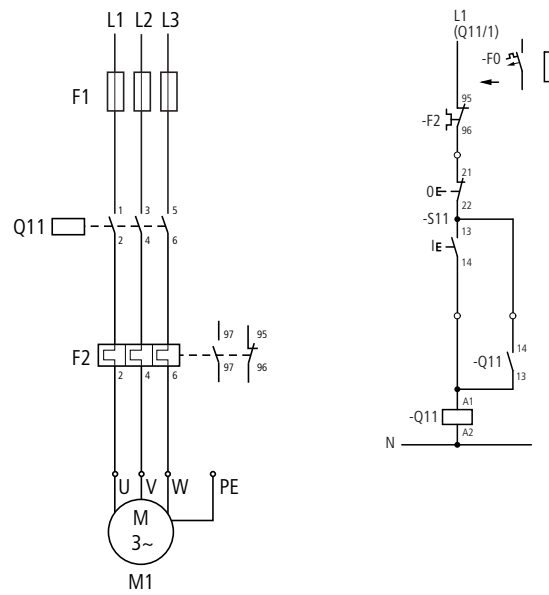 L1 L2 L3
F1
Q11
1 3 5
2 4 6
F2
97 95
97 96
2 4 6
U V W PE
M
3~
M1
L1
(Q11/1)
-F0
95
-F2
96
21
0E
22
-S11
13
IE
14
14
-Q11
13
A1
-Q11
A2
N